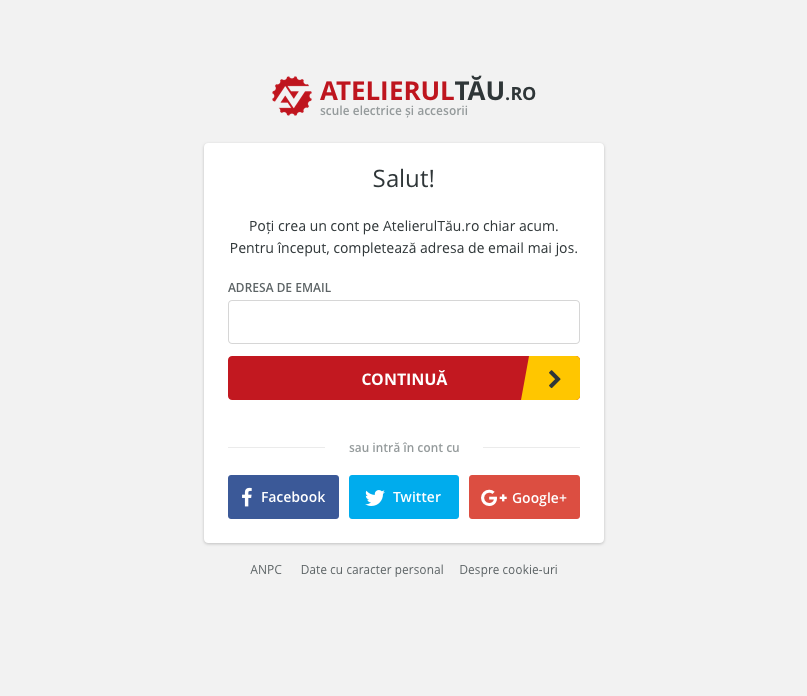 ATELIERULTĂU.RO
scule electrice și accesorii
Salut!
Poți crea un cont pe AtelierulTău.ro chiar acum.
Pentru început, completează adresa de email mai jos.
ADRESA DE EMAIL
CONTINUĂ
sau intră în cont cu
Facebook Twitter Google+
ANPC Date cu caracter personal Despre cookie-uri